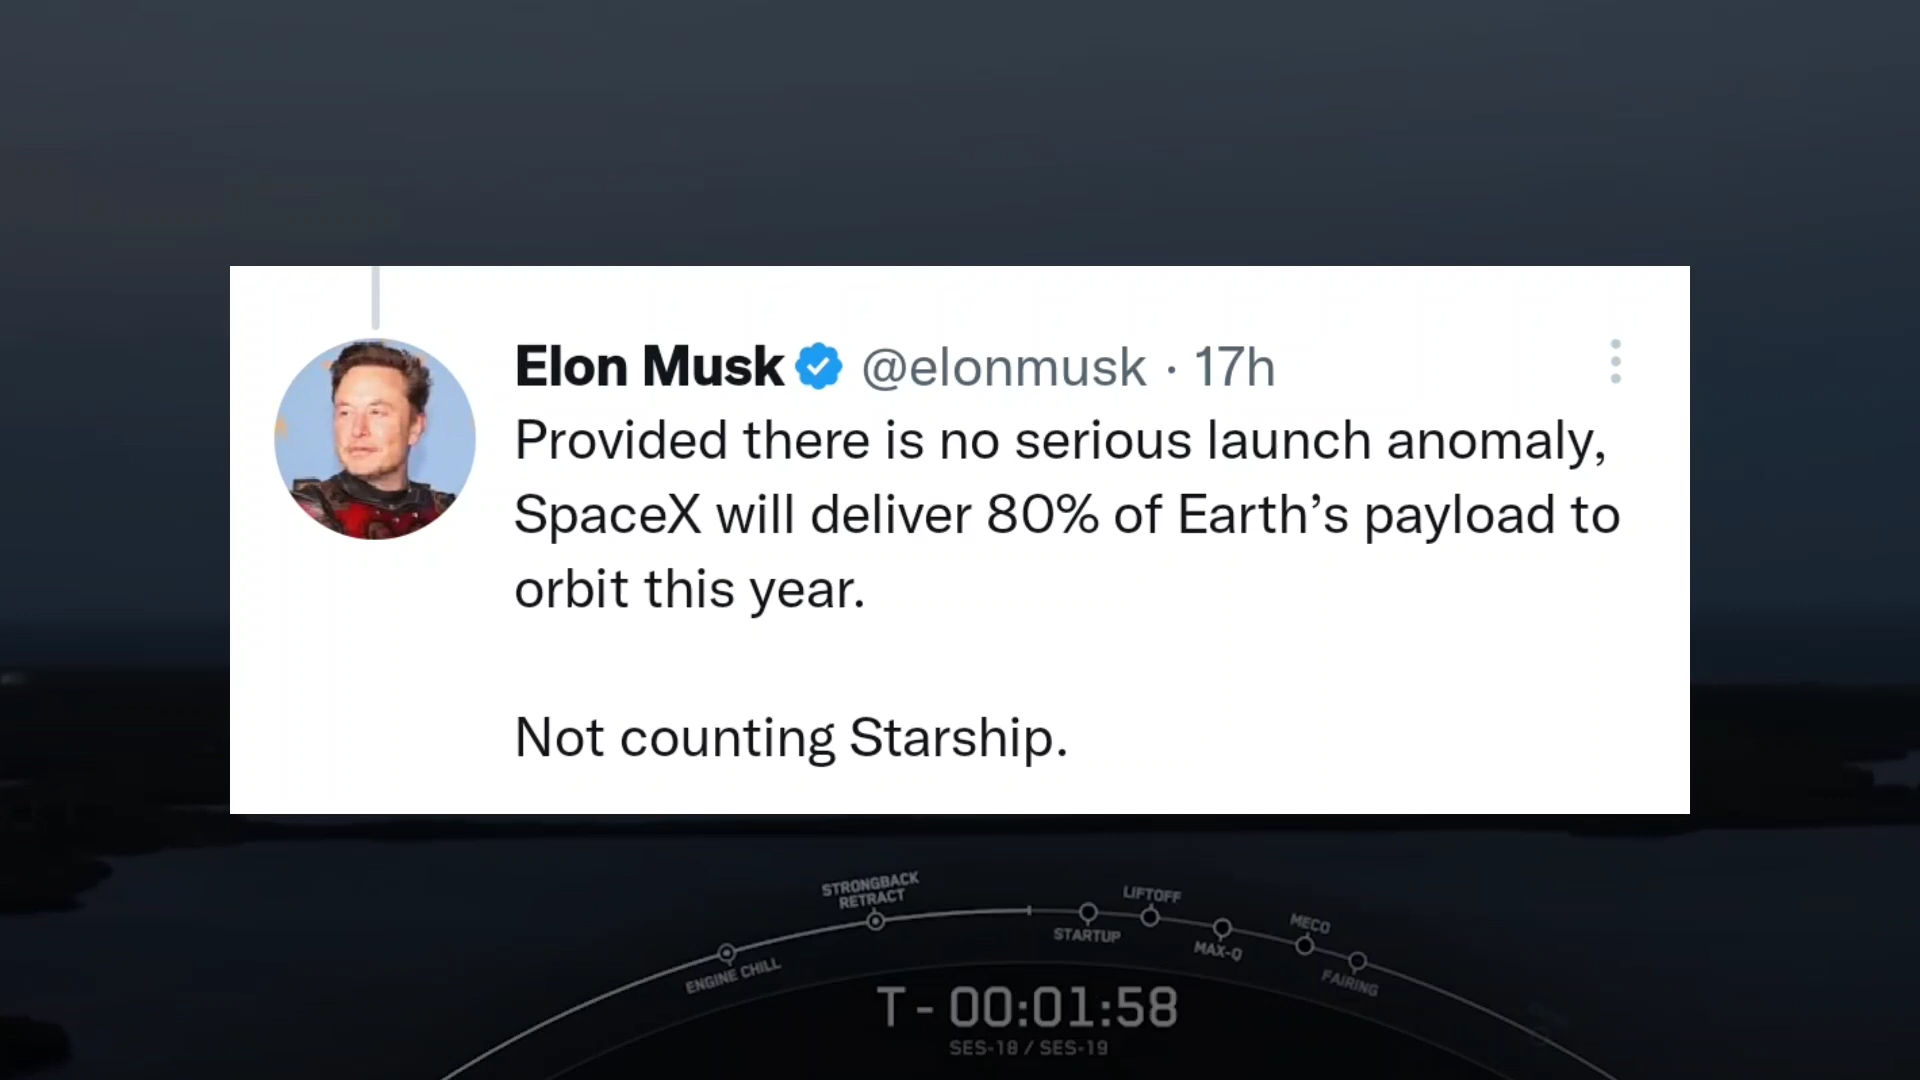 Elon Musk @elonmusk · 17h
Provided there is no serious launch anomaly,
SpaceX will deliver 80% of Earth’s payload to
orbit this year.
Not counting Starship.
STRONGBACK
RETRACT
LIFTOFF
MECO
ENGINE CHILL
STARTUP
MAX-Q
FAIRING
T - 00:01:58
SES-18 / SES-19